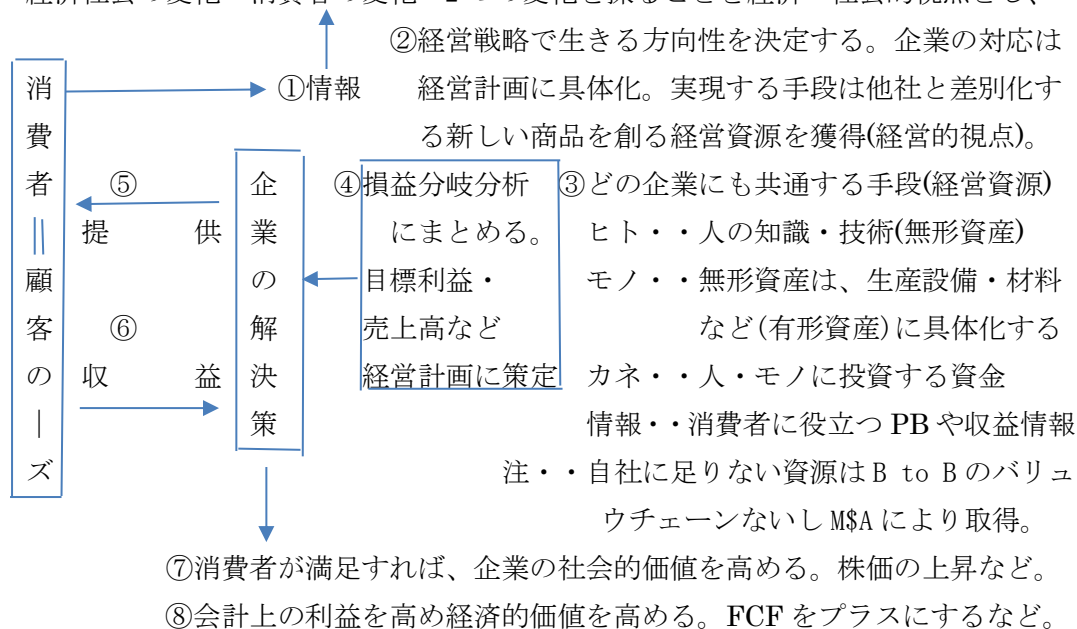 ②経営戦略で生きる方向性を決定する。企業の対応は
①情報
経営計画に具体化。実現する手段は他社と差別化す
る新しい商品を創る経営資源を獲得(経営的視点)。
消費者＝顧客のニーズ
⑤
提供
⑥
収益
企業の解決策
④損益分岐分析
にまとめる。
目標利益・
売上高など
経営計画に策定
③どの企業にも共通する手段(経営資源)
ヒト・・人の知識・技術(無形資産)
モノ・・無形資産は、生産設備・材料
など(有形資産)に具体化する
カネ・・人・モノに投資する資金
情報・・消費者に役立つ PB や収益情報
注・・自社に足りない資源は B to B のバリュ
ウチェーンないし M$A により取得。
⑦消費者が満足すれば、企業の社会的価値を高める。株価の上昇など。
⑧会計上の利益を高め経済的価値を高める。FCF をプラスにするなど。